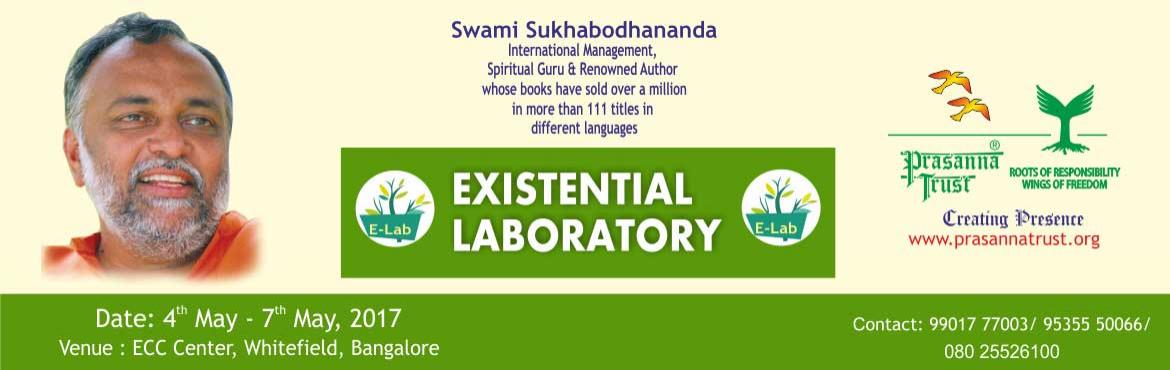 Swami Sukhabodhananda
International Management,
Spiritual Guru & Renowned Author
whose books have sold over a million
in more than 111 titles in
different languages
E-Lab
EXISTENTIAL
LABORATORY
E-Lab
Prasanna®
Trust
ROOTS OF RESPONSIBILITY
WINGS OF FREEDOM
Creating Presence
www.prasannatrust.org
Date: 4th May - 7th May, 2017
Venue : ECC Center, Whitefield, Bangalore
Contact: 99017 77003/ 95355 50066/
080 25526100